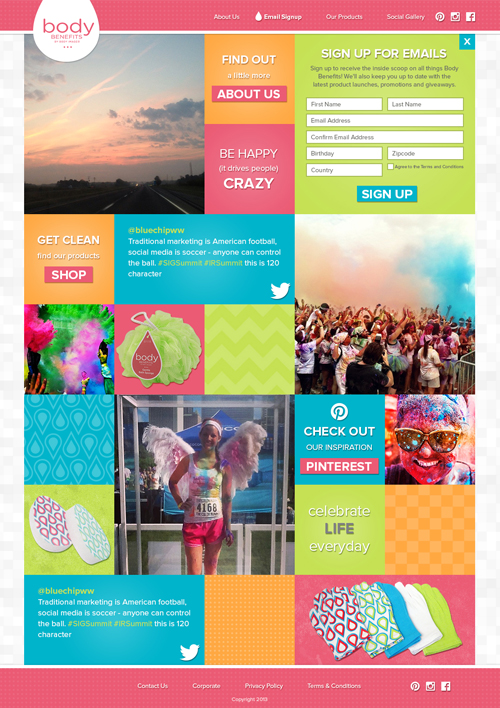 About Us
Email Signup
Our Products
Social Gallery
body
BENEFITS
BY BODY IMAGE
FIND OUT
a little more
ABOUT US
X
SIGN UP FOR EMAILS
Sign up to receive the inside scoop on all things Body
Benefits! We'll also keep you up to date with the
latest product launches, promotions and giveaways.
First Name
Last Name
Email Address
Confirm Email Address
Birthday
Zipcode
Country
Agree to the Terms and Conditions
SIGN UP
BE HAPPY
(It drives people)
CRAZY
GET CLEAN
find our products
SHOP
@bluechipww
Traditional marketing is American football,
social media is soccer - anyone can control
the ball. #SIGSummit #IRSummit this is 120
character
body
CHECK OUT
OUR INSPIRATION
PINTEREST
4168
celebrate
LIFE
everyday
@bluechipww
Traditional marketing is American football,
social media is soccer - anyone can control
the ball. #SIGSummit #IRSummit this is 120
character
Contact Us
Corporate
Privacy Policy
Terms & Conditions
Copyright 2013